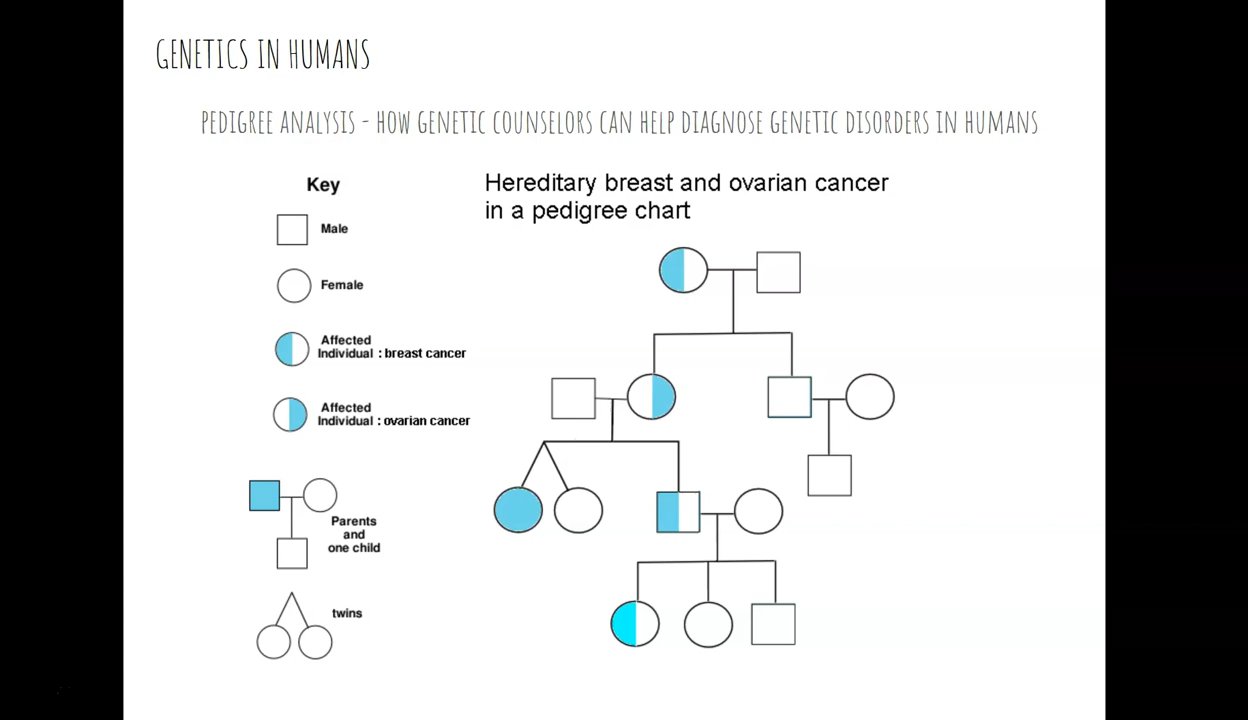 GENETICS IN HUMANS
PEDIGREE ANALYSIS - HOW GENETIC COUNSELORS CAN HELP DIAGNOSE GENETIC DISORDERS IN HUMANS
Key
Male
Female
Affected
Individual : breast cancer
Affected
Individual : ovarian cancer
Parents
and
one child
twins
Hereditary breast and ovarian cancer
in a pedigree chart